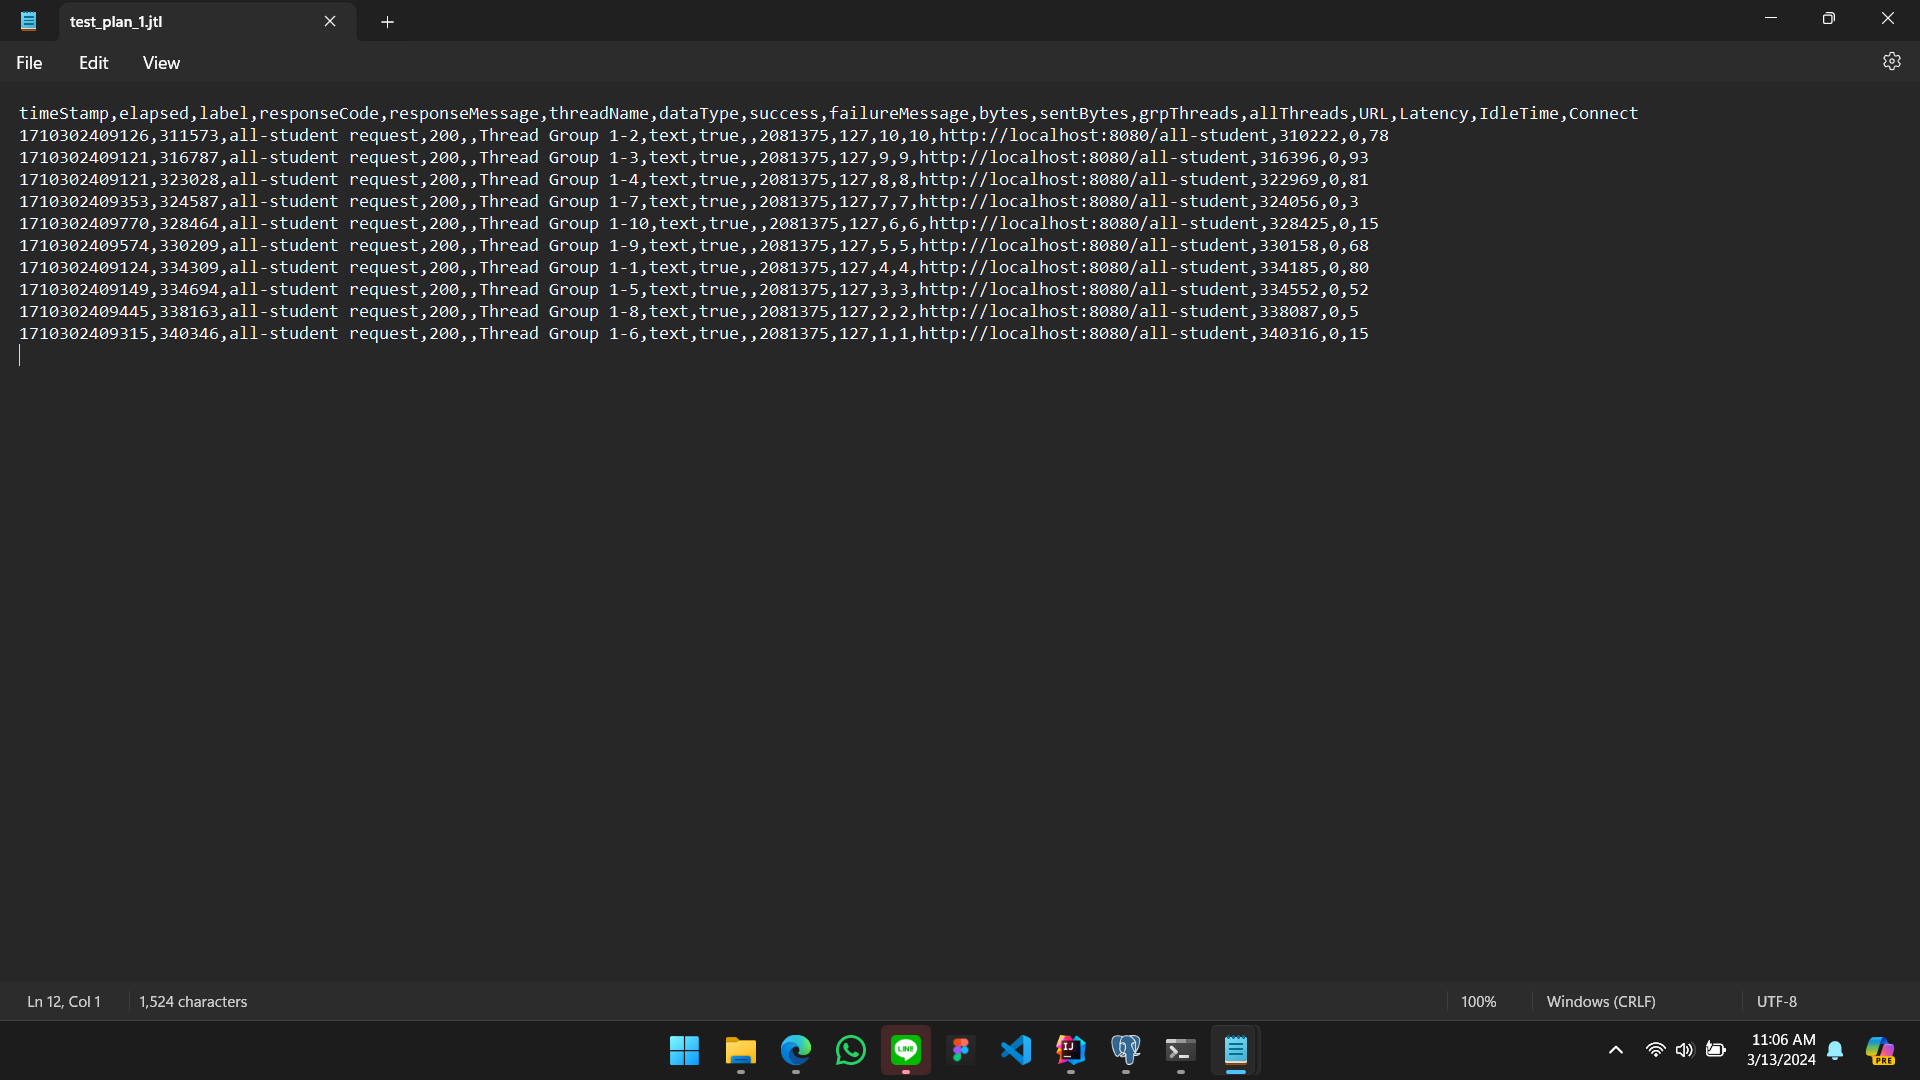 test_plan_1.jtl
File Edit View
timeStamp,elapsed,label,responseCode,responseMessage,threadName,dataType,success,failureMessage,bytes,sentBytes,grpThreads,allThreads,URL,Latency,IdleTime,Connect
1710302409126,311573,all-student request,200,,Thread Group 1-2,text,true,,2081375,127,10,10,http://localhost:8080/all-student,310222,0,78
1710302409121,316787,all-student request,200,,Thread Group 1-3,text,true,,2081375,127,9,9,http://localhost:8080/all-student,316396,0,93
1710302409121,323028,all-student request,200,,Thread Group 1-4,text,true,,2081375,127,8,8,http://localhost:8080/all-student,322969,0,81
1710302409353,324587,all-student request,200,,Thread Group 1-7,text,true,,2081375,127,7,7,http://localhost:8080/all-student,324056,0,3
1710302409770,328464,all-student request,200,,Thread Group 1-10,text,true,,2081375,127,6,6,http://localhost:8080/all-student,328425,0,15
1710302409574,330209,all-student request,200,,Thread Group 1-9,text,true,,2081375,127,5,5,http://localhost:8080/all-student,330158,0,68
1710302409124,334309,all-student request,200,,Thread Group 1-1,text,true,,2081375,127,4,4,http://localhost:8080/all-student,334185,0,80
1710302409149,334694,all-student request,200,,Thread Group 1-5,text,true,,2081375,127,3,3,http://localhost:8080/all-student,334552,0,52
1710302409445,338163,all-student request,200,,Thread Group 1-8,text,true,,2081375,127,2,2,http://localhost:8080/all-student,338087,0,5
1710302409315,340346,all-student request,200,,Thread Group 1-6,text,true,,2081375,127,1,1,http://localhost:8080/all-student,340316,0,15
Ln 12, Col 1 1,524 characters 100% Windows (CRLF) UTF-8
LINE
IJ
11:06 AM
3/13/2024
PRE